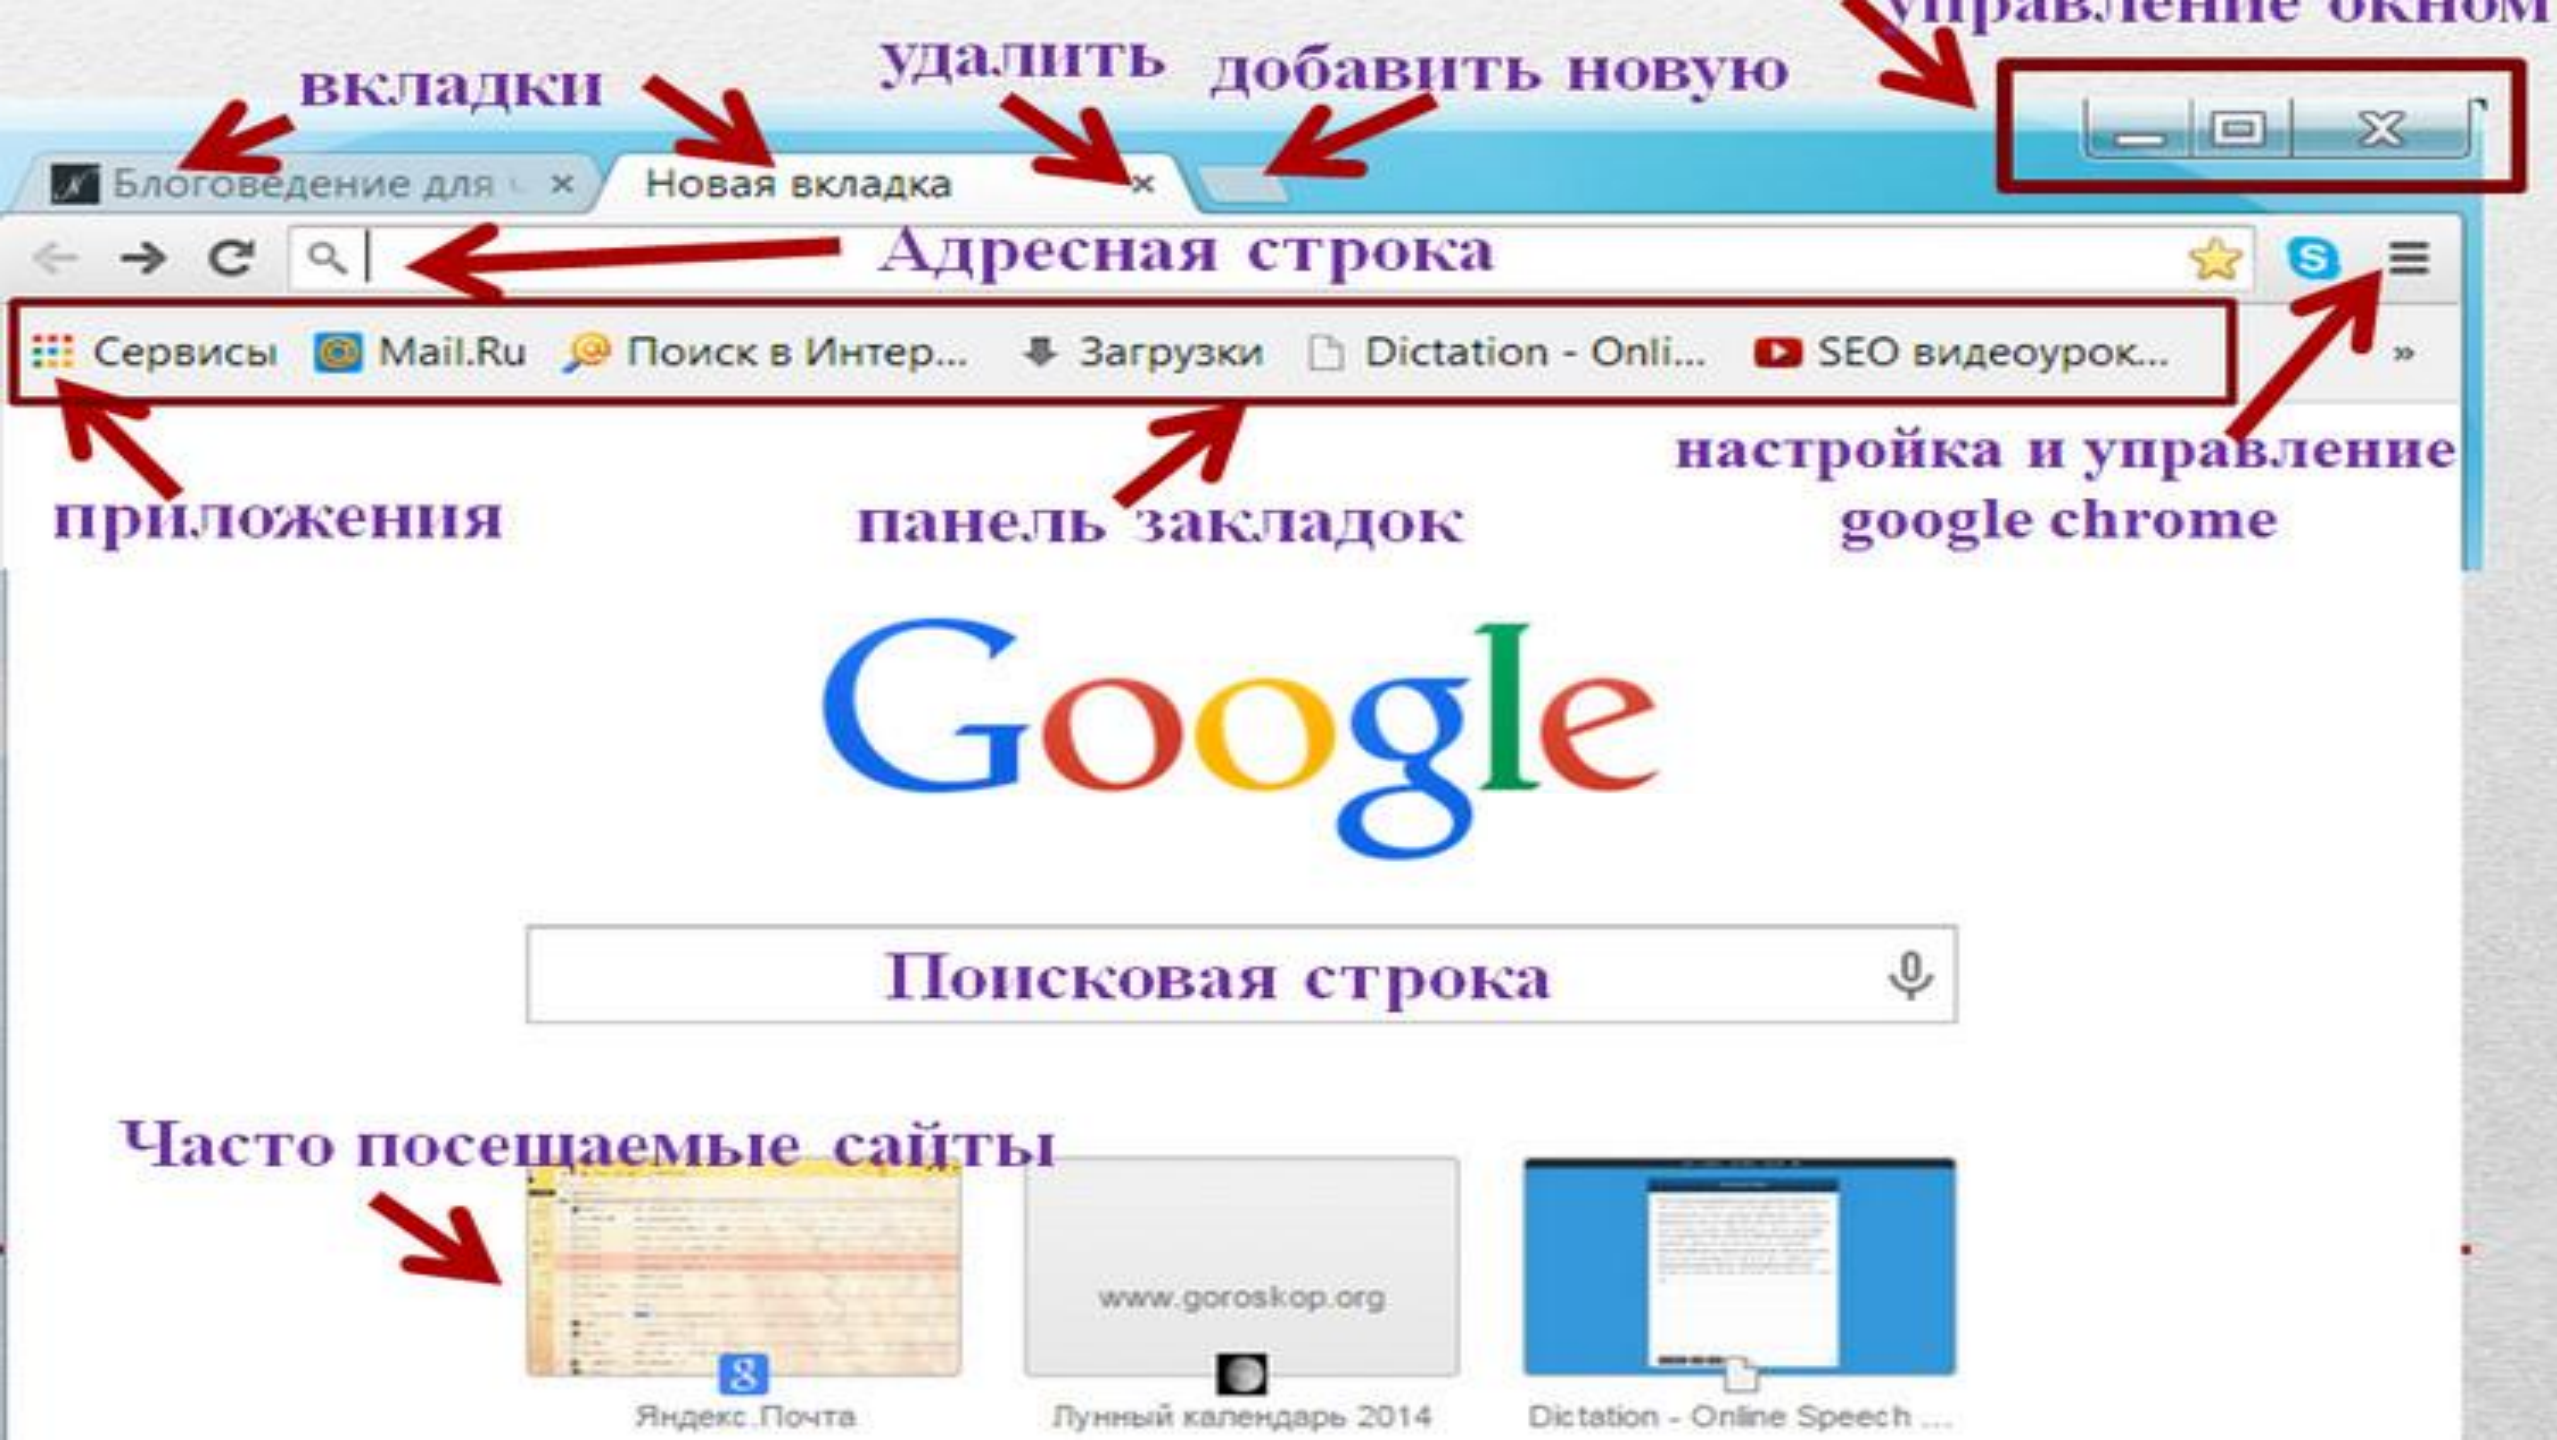 управление окном
вкладки
удалить
добавить новую
Блоговедение для
Новая вкладка
Адресная строка
Сервисы
Mail.Ru
Поиск в Интер...
Загрузки
Dictation - Onli...
SEO видеоурок...
»
приложения
панель закладок
настройка и управление
google chrome
Google
Поисковая строка
Часто посещаемые сайты
www.goroskop.org
8
Яндекс.Почта
Лунный календарь 2014
Dictation - Online Speech ...